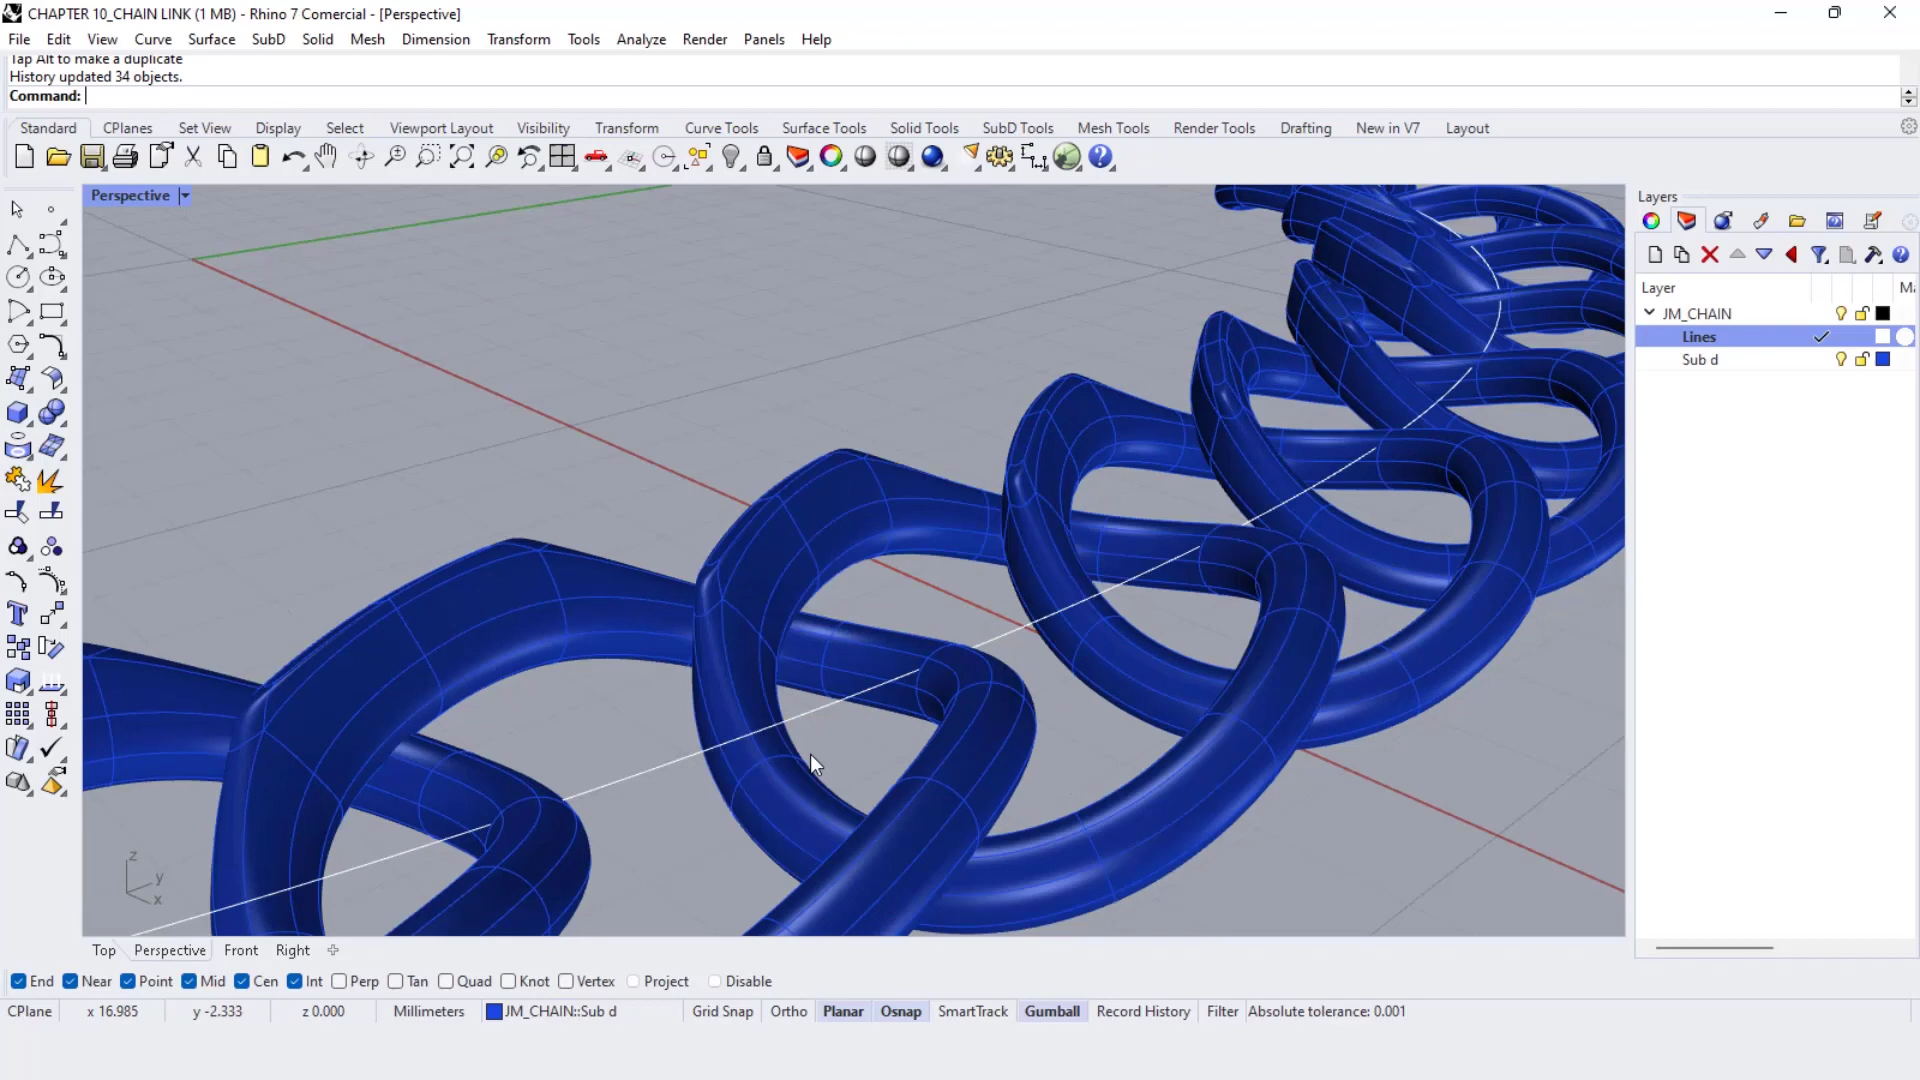 CHAPTER 10_CHAIN LINK (1 MB) - Rhino 7 Comercial - [Perspective]
File Edit View Curve Surface SubD Solid Mesh Dimension Transform Tools Analyze Render Panels Help
Tap Alt to make a duplicate
History updated 34 objects.
Command:
Standard CPlanes Set View Display Select Viewport Layout Visibility Transform Curve Tools Surface Tools Solid Tools SubD Tools Mesh Tools Render Tools Drafting New in V7 Layout
Perspective
Layers
Layer
JM_CHAIN
Lines
Sub d
z
y
x
Top Perspective Front Right
End Near Point Mid Cen Int Perp Tan Quad Knot Vertex Project Disable
CPlane x 16.985 y -2.333 z 0.000 Millimeters JM_CHAIN::Sub d Grid Snap Ortho Planar Osnap SmartTrack Gumball Record History Filter Absolute tolerance: 0.001